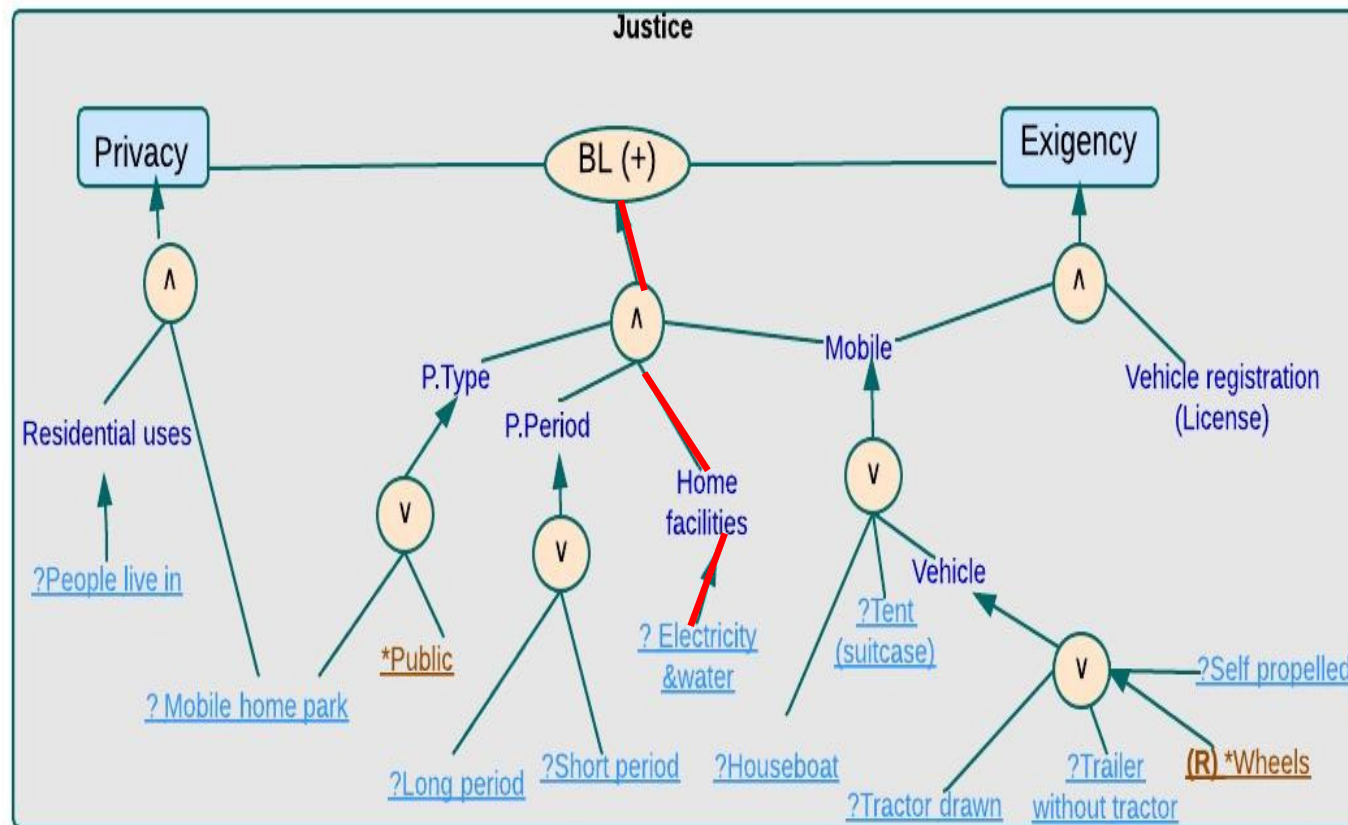 Justice
Privacy
BL (+)
Exigency
∧
∧
∧
P.Type
Mobile
Vehicle registration
(License)
Residential uses
P.Period
Home
facilities
∨
∨
∨
Vehicle
?People live in
*Public
? Electricity
&water
?Tent
(suitcase)
∨
?Self propelled
? Mobile home park
?Long period
?Short period
?Houseboat
?Tractor drawn
?Trailer
without tractor
(R) *Wheels